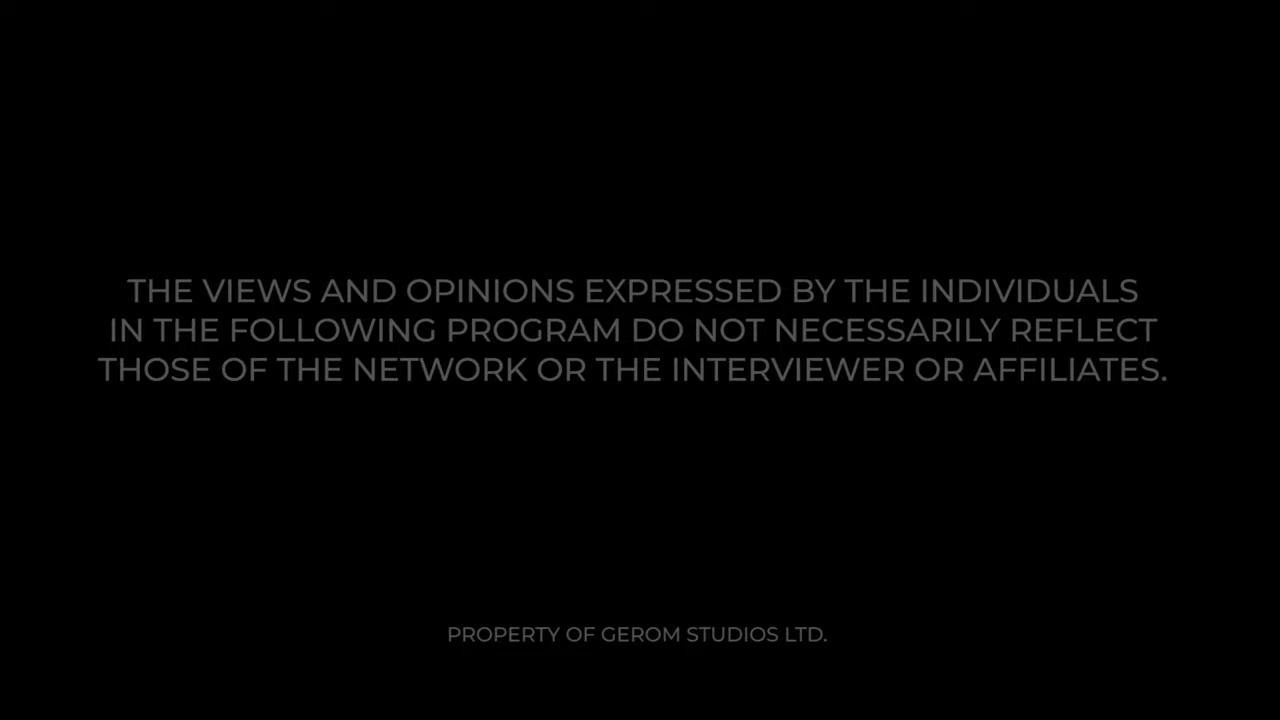 THE VIEWS AND OPINIONS EXPRESSED BY THE INDIVIDUALS
IN THE FOLLOWING PROGRAM DO NOT NECESSARILY REFLECT
THOSE OF THE NETWORK OR THE INTERVIEWER OR AFFILIATES.
PROPERTY OF GEROM STUDIOS LTD.